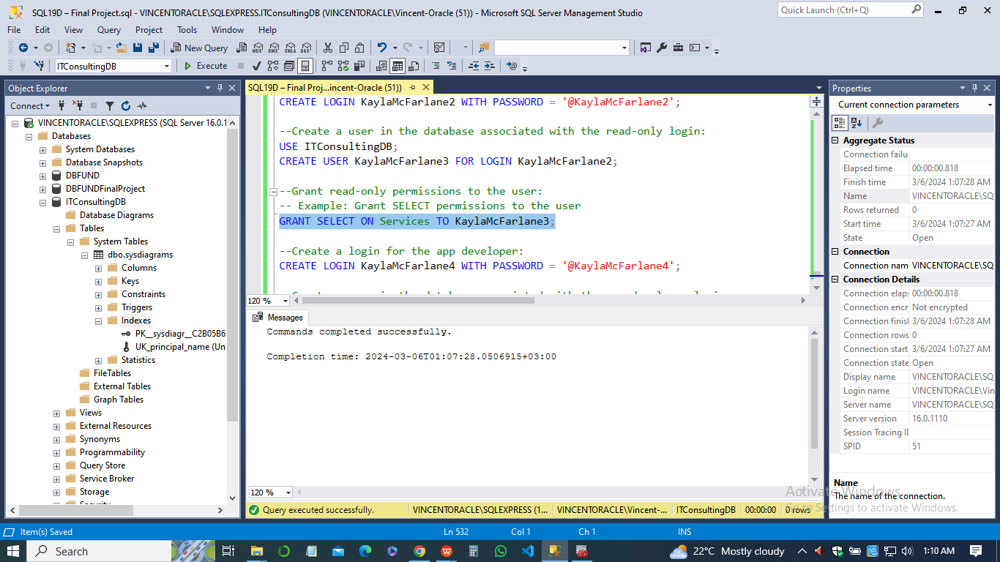 SQL19D – Final Project.sql - VINCENTORACLE\SQLEXPRESS.ITConsultingDB (VINCENTORACLE\Vincent-Oracle (51)) - Microsoft SQL Server Management Studio
Quick Launch (Ctrl+Q)
File Edit View Query Project Tools Window Help
New Query MDX DMX XMLA DAX
ITConsultingDB Execute
Object Explorer
Connect
VINCENTORACLE\SQLEXPRESS (SQL Server 16.0.1
Databases
System Databases
Database Snapshots
DBFUND
DBFUNDFinalProject
ITConsultingDB
Database Diagrams
Tables
System Tables
dbo.sysdiagrams
Columns
Keys
Constraints
Triggers
Indexes
PK__sysdiagr__C2B05B6
UK_principal_name (Un
Statistics
FileTables
External Tables
Graph Tables
Views
External Resources
Synonyms
Programmability
Query Store
Service Broker
Storage
Security
SQL19D – Final Proj...incent-Oracle (51))
CREATE LOGIN KaylaMcFarlane2 WITH PASSWORD = '@KaylaMcFarlane2';
--Create a user in the database associated with the read-only login:
USE ITConsultingDB;
CREATE USER KaylaMcFarlane3 FOR LOGIN KaylaMcFarlane2;
--Grant read-only permissions to the user:
-- Example: Grant SELECT permissions to the user
GRANT SELECT ON Services TO KaylaMcFarlane3;
--Create a login for the app developer:
CREATE LOGIN KaylaMcFarlane4 WITH PASSWORD = '@KaylaMcFarlane4';
120 %
Messages
Commands completed successfully.
Completion time: 2024-03-06T01:07:28.0506915+03:00
120 %
Query executed successfully. VINCENTORACLE\SQLEXPRESS (1... VINCENTORACLE\Vincent-... ITConsultingDB 00:00:00 0 rows
Properties
Current connection parameters
Aggregate Status
Connection failu
Elapsed time 00:00:00.818
Finish time 3/6/2024 1:07:28 AM
Name VINCENTORACLE\SQ
Rows returned 0
Start time 3/6/2024 1:07:27 AM
State Open
Connection
Connection nam VINCENTORACLE\SQ
Connection Details
Connection elaps 00:00:00.818
Connection encr Not encrypted
Connection finisl 3/6/2024 1:07:28 AM
Connection rows 0
Connection start 3/6/2024 1:07:27 AM
Connection state Open
Display name VINCENTORACLE\SQ
Login name VINCENTORACLE\Vin
Server name VINCENTORACLE\SQ
Server version 16.0.1110
Session Tracing ID
SPID 51
Name
The name of the connection.
Activate Windows
Go to Settings to activate Windows.
Item(s) Saved Ln 532 Col 1 Ch 1 INS
Search 22°C Mostly cloudy 1:10 AM